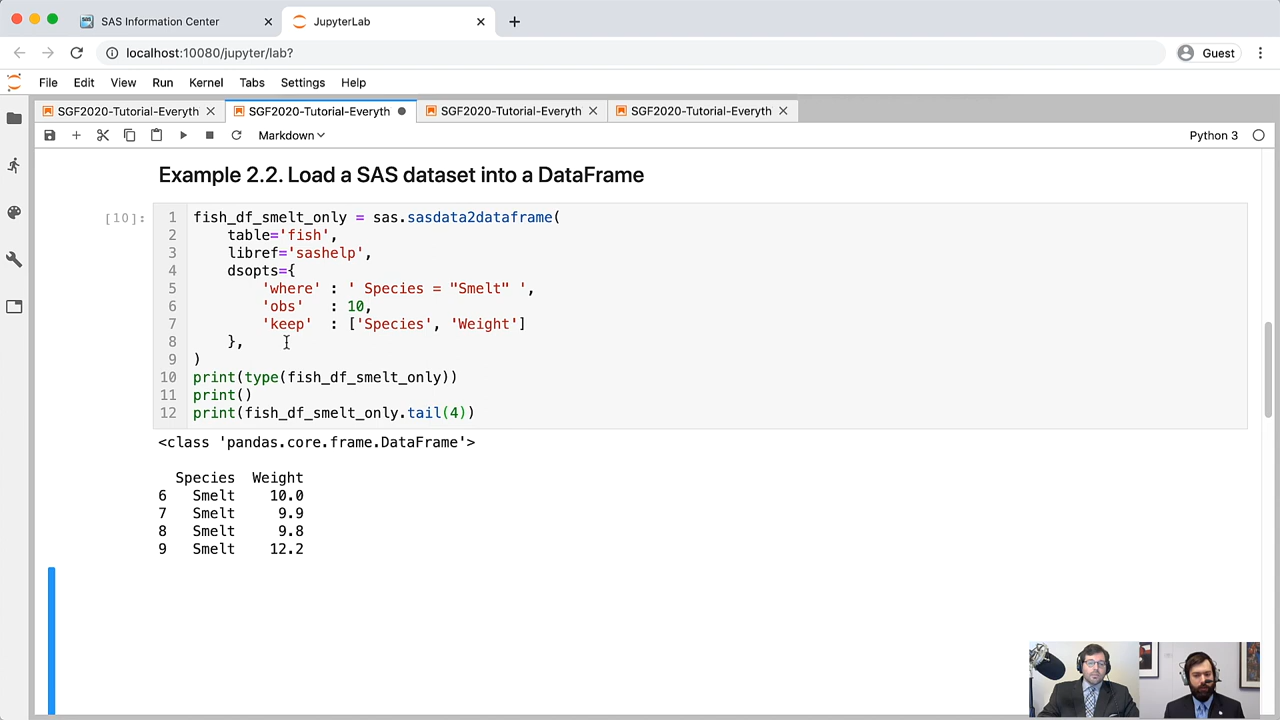 SAS Information Center
JupyterLab
localhost:10080/jupyter/lab?
Guest
File Edit View Run Kernel Tabs Settings Help
SGF2020-Tutorial-Everyth SGF2020-Tutorial-Everyth SGF2020-Tutorial-Everyth SGF2020-Tutorial-Everyth
Markdown
Python 3
Example 2.2. Load a SAS dataset into a DataFrame
[10]:
1 fish_df_smelt_only = sas.sasdata2dataframe(
2     table='fish',
3     libref='sashelp',
4     dsopts={
5         'where' : ' Species = "Smelt" ',
6         'obs'   : 10,
7         'keep'  : ['Species', 'Weight']
8     },
9 )
10 print(type(fish_df_smelt_only))
11 print()
12 print(fish_df_smelt_only.tail(4))
<class 'pandas.core.frame.DataFrame'>
Species Weight
6 Smelt 10.0
7 Smelt 9.9
8 Smelt 9.8
9 Smelt 12.2